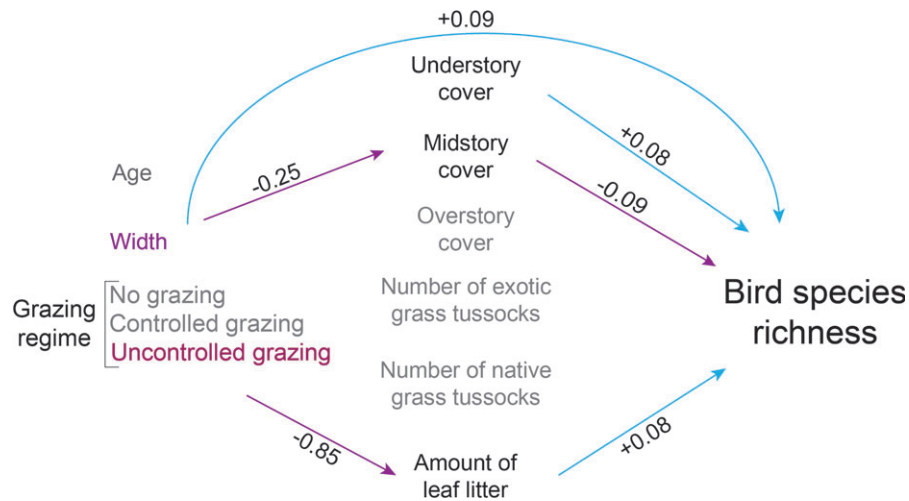 +0.09
Understory
cover
+0.08
Midstory
cover
-0.09
Age
-0.25
Width
Overstory
cover
Grazing
regime
No grazing
Controlled grazing
Uncontrolled grazing
Number of exotic
grass tussocks
Bird species
richness
Number of native
grass tussocks
-0.85
Amount of
leaf litter
+0.08